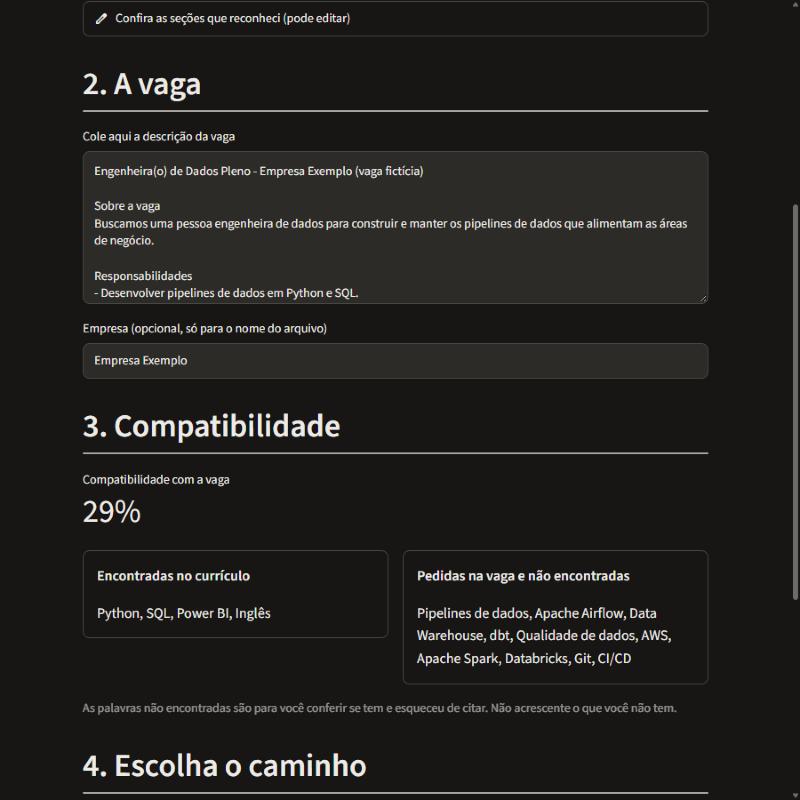 Confira as seções que reconheci (pode editar)
2. A vaga
Cole aqui a descrição da vaga
Engenheira(o) de Dados Pleno - Empresa Exemplo (vaga fictícia)
Sobre a vaga
Buscamos uma pessoa engenheira de dados para construir e manter os pipelines de dados que alimentam as áreas
de negócio.
Responsabilidades
- Desenvolver pipelines de dados em Python e SQL.
Empresa (opcional, só para o nome do arquivo)
Empresa Exemplo
3. Compatibilidade
Compatibilidade com a vaga
29%
Encontradas no currículo
Python, SQL, Power BI, Inglês
Pedidas na vaga e não encontradas
Pipelines de dados, Apache Airflow, Data
Warehouse, dbt, Qualidade de dados, AWS,
Apache Spark, Databricks, Git, CI/CD
As palavras não encontradas são para você conferir se tem e esqueceu de citar. Não acrescente o que você não tem.
4. Escolha o caminho